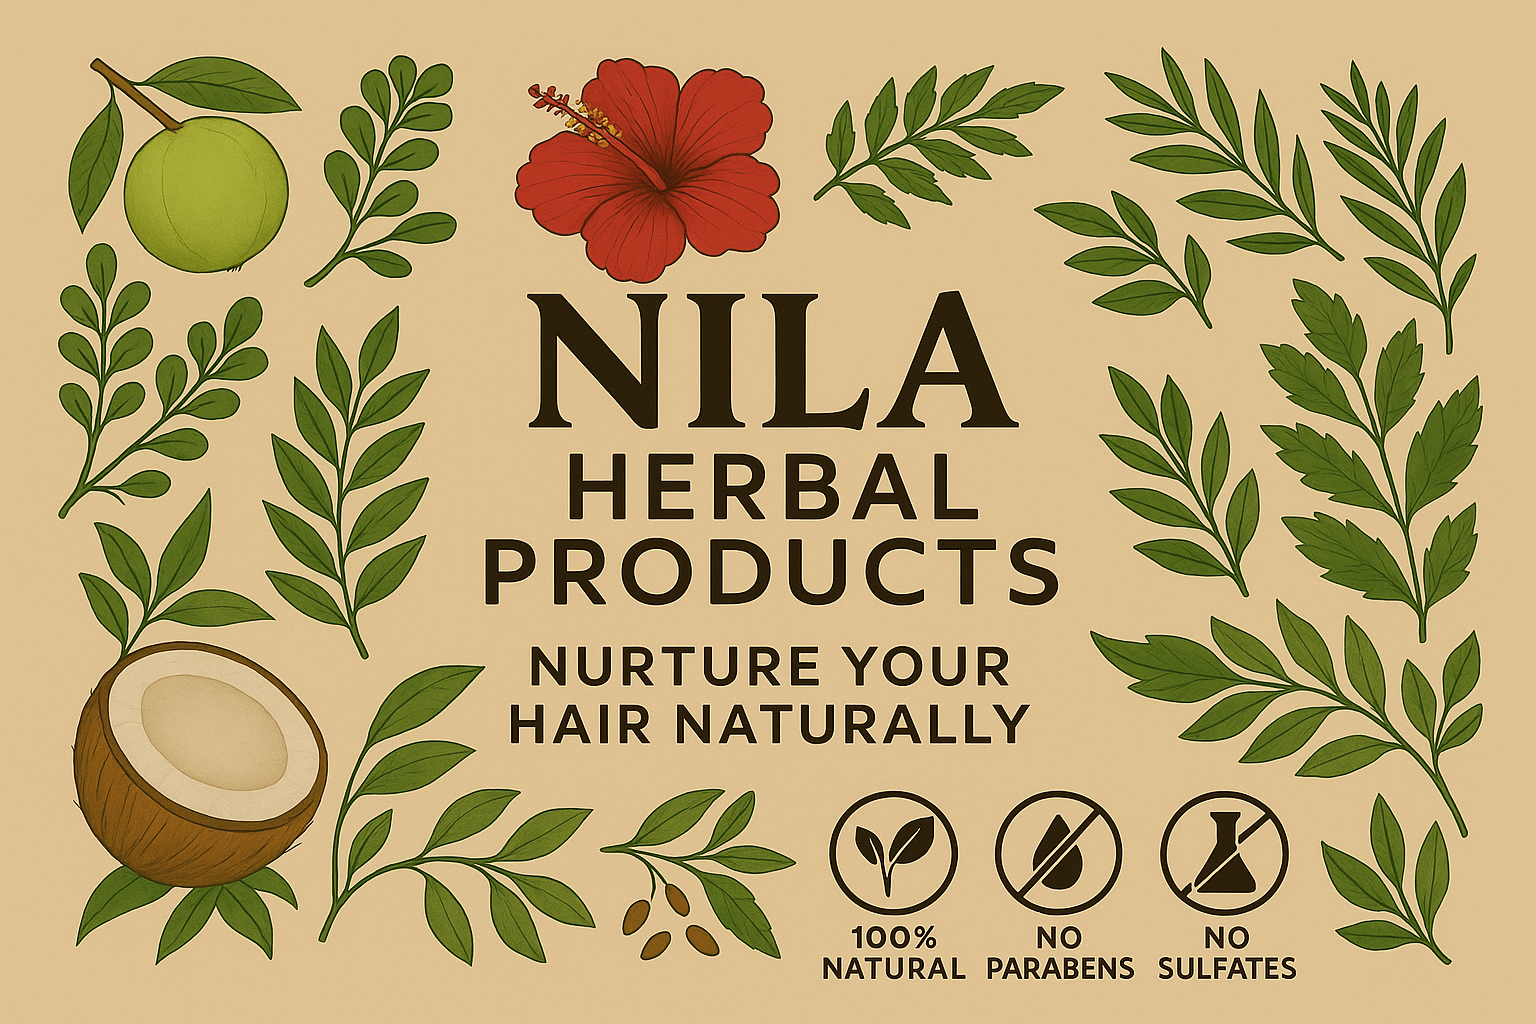 NILA
HERBAL
PRODUCTS
NURTURE YOUR
HAIR NATURALLY
100%
NATURAL
NO
PARABENS
NO
SULFATES